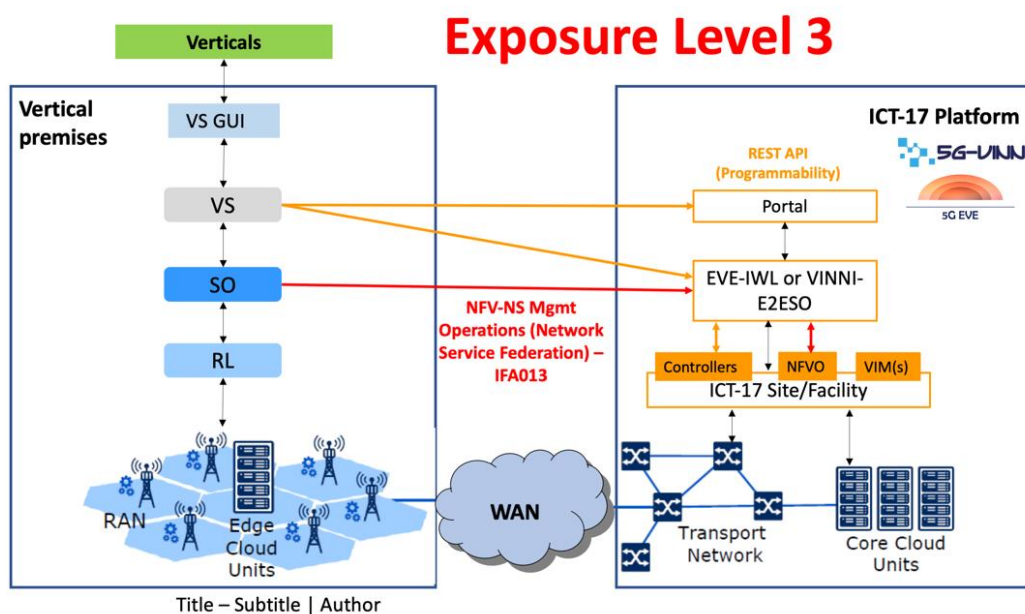 Exposure Level 3
Verticals
Vertical
premises
VS GUI
VS
SO
RL
RAN
Edge
Cloud
Units
NFV-NS Mgmt
Operations (Network
Service Federation) –
IFA013
WAN
ICT-17 Platform
5G-VINN
5G EVE
REST API
(Programmability)
Portal
EVE-IWL or VINNI-
E2ESO
Controllers
NFVO
VIM(s)
ICT-17 Site/Facility
Transport
Network
Core Cloud
Units
Title – Subtitle | Author